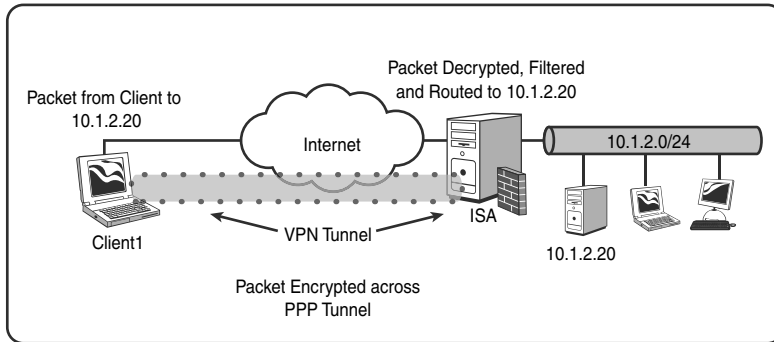 Packet Decrypted, Filtered
and Routed to 10.1.2.20
Packet from Client to
10.1.2.20
Internet
10.1.2.0/24
Client1
VPN Tunnel
ISA
10.1.2.20
Packet Encrypted across
PPP Tunnel